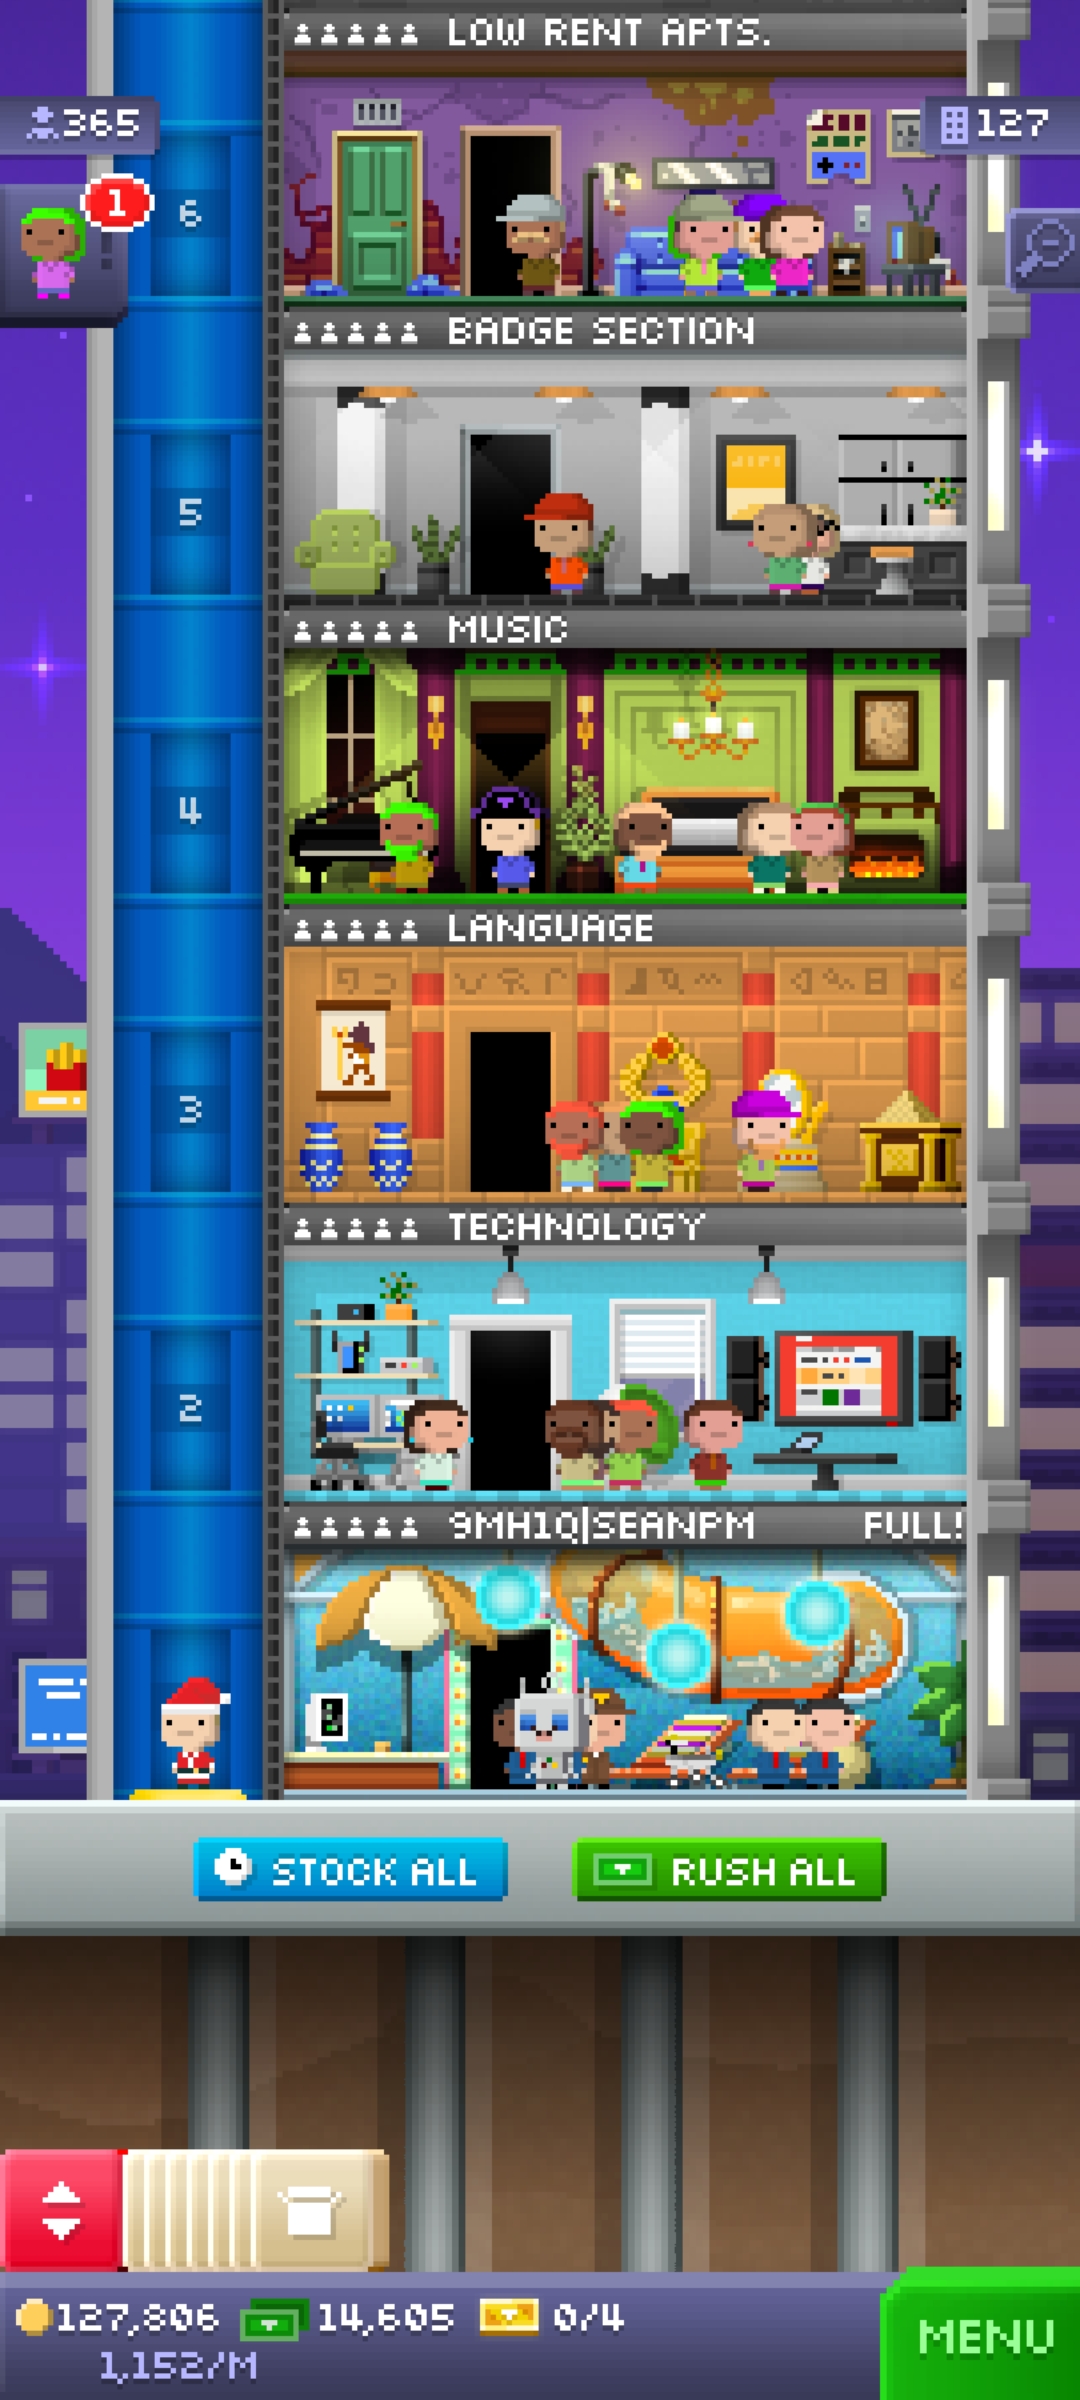 LOW RENT APTS.
365
127
1
6
BADGE SECTION
5
MUSIC
4
LANGUAGE
3
TECHNOLOGY
2
9MH1Q|SEANPM FULL!
STOCK ALL
RUSH ALL
127,806 14,605 0/4
1,152/M
MENU